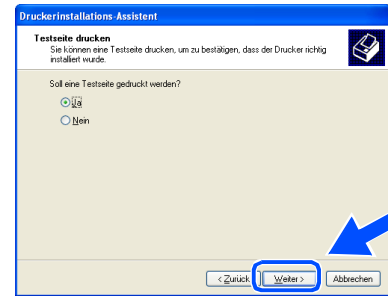 Druckerinstallations-Assistent
Testseite drucken
Sie können eine Testseite drucken, um zu bestätigen, dass der Drucker richtig
installiert wurde.
Soll eine Testseite gedruckt werden?
Ja
Nein
< Zurück Weiter > Abbrechen